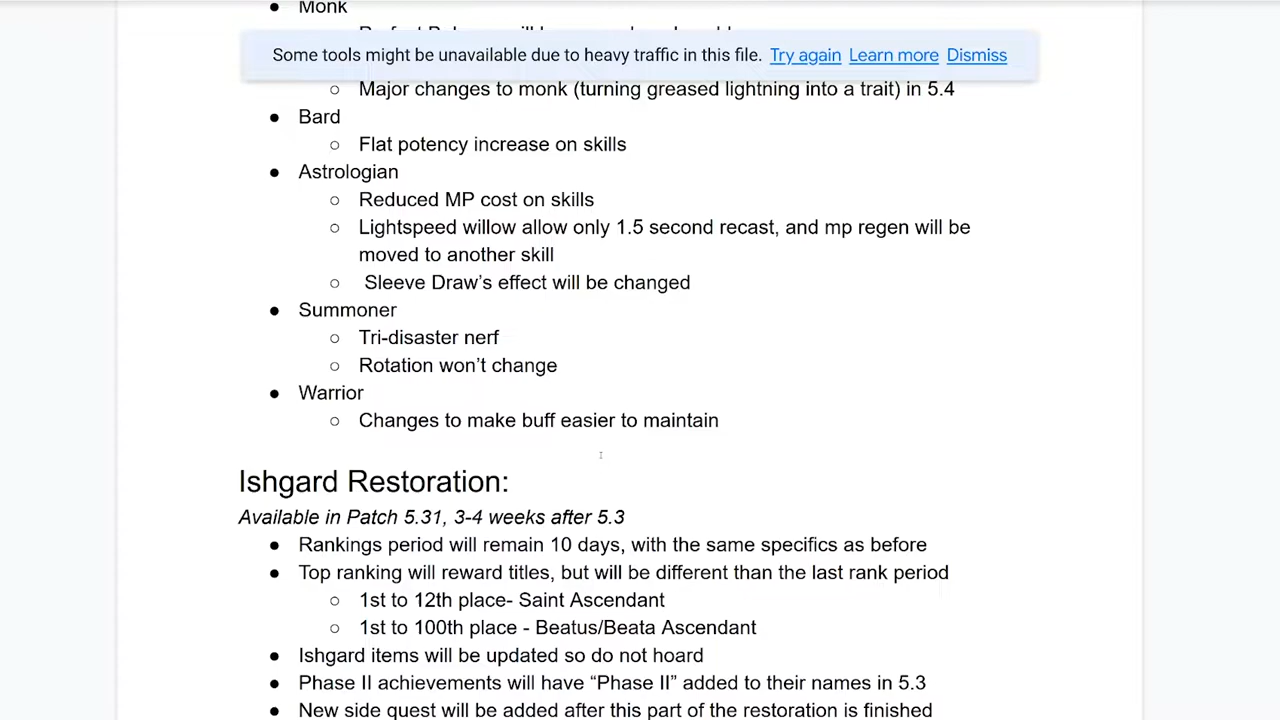 Monk
Some tools might be unavailable due to heavy traffic in this file. Try again Learn more Dismiss
Major changes to monk (turning greased lightning into a trait) in 5.4
Bard
Flat potency increase on skills
Astrologian
Reduced MP cost on skills
Lightspeed willow allow only 1.5 second recast, and mp regen will be
moved to another skill
Sleeve Draw's effect will be changed
Summoner
Tri-disaster nerf
Rotation won't change
Warrior
Changes to make buff easier to maintain
Ishgard Restoration:
Available in Patch 5.31, 3-4 weeks after 5.3
Rankings period will remain 10 days, with the same specifics as before
Top ranking will reward titles, but will be different than the last rank period
1st to 12th place- Saint Ascendant
1st to 100th place - Beatus/Beata Ascendant
Ishgard items will be updated so do not hoard
Phase II achievements will have “Phase II” added to their names in 5.3
New side quest will be added after this part of the restoration is finished